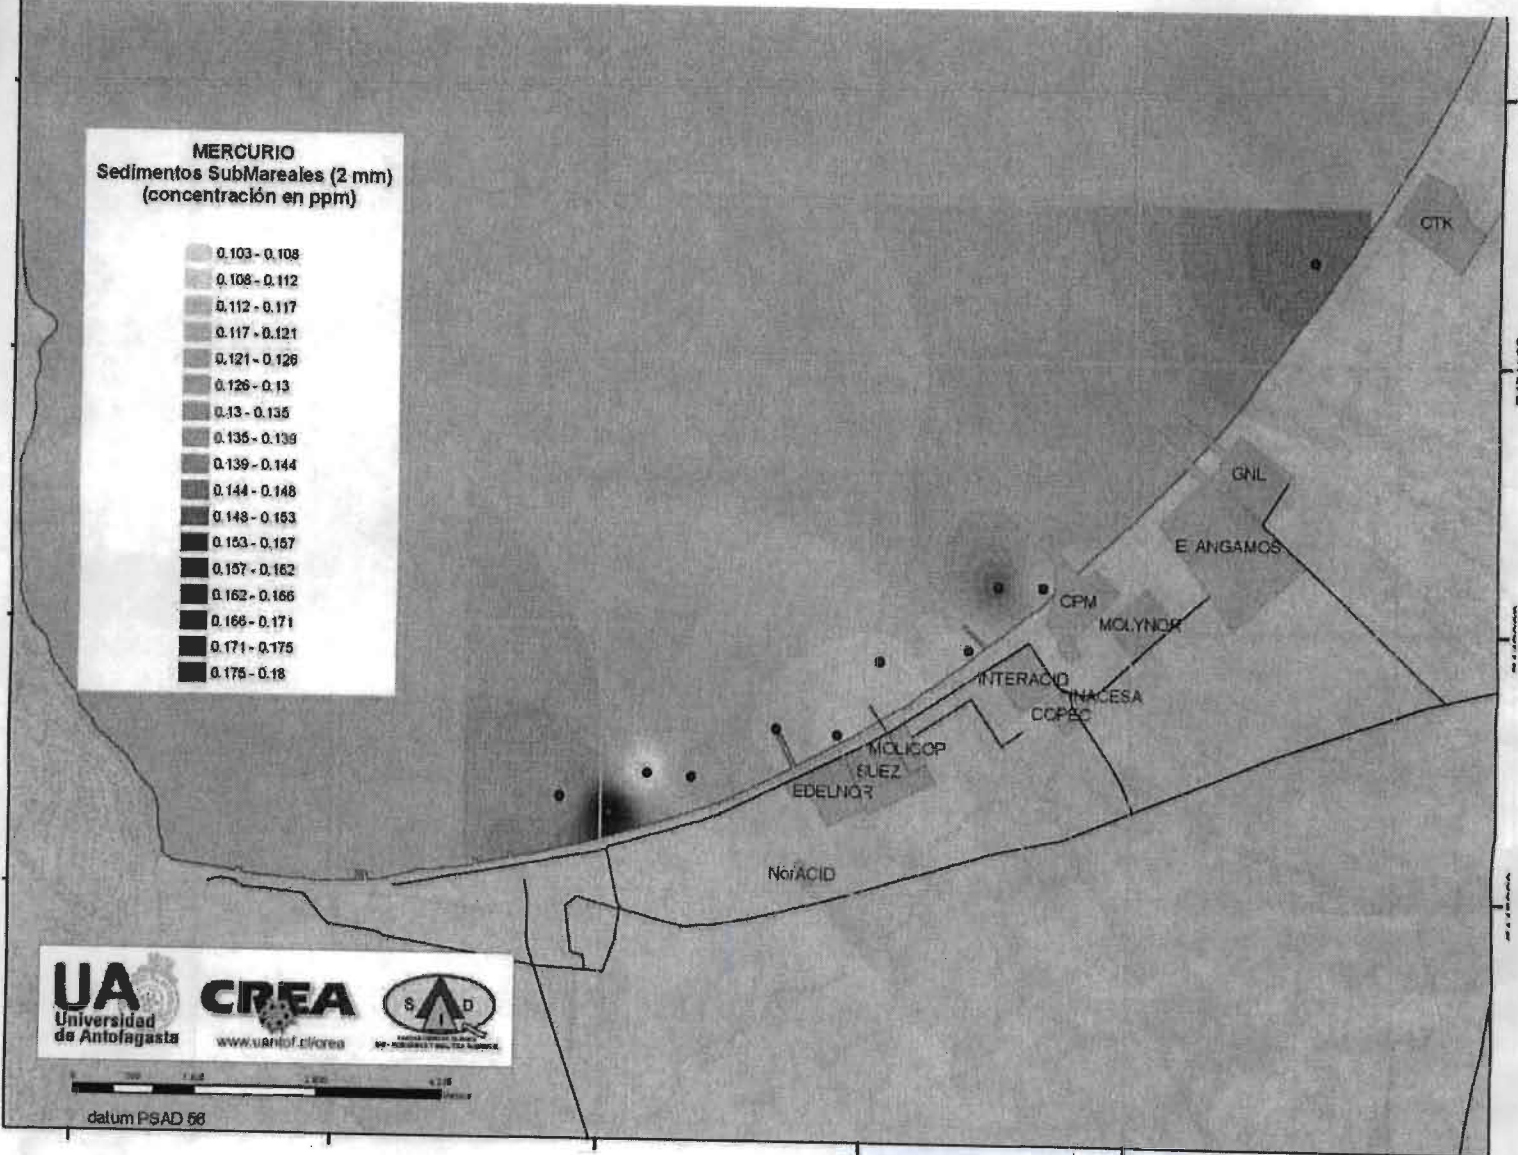 MERCURIO
Sedimentos SubMareales (2 mm)
(concentración en ppm)
0.103 - 0.108
0.108 - 0.112
0.112 - 0.117
0.117 - 0.121
0.121 - 0.126
0.126 - 0.13
0.13 - 0.135
0.135 - 0.139
0.139 - 0.144
0.144 - 0.148
0.148 - 0.153
0.153 - 0.157
0.157 - 0.162
0.162 - 0.166
0.166 - 0.171
0.171 - 0.175
0.175 - 0.18
CTK
GNL
E. ANGAMOS
CPM
MOLYNOR
INTERACID
INACESA
COPEC
MOLICOP
SUEZ
EDELNOR
NorACID
UA
Universidad
de Antofagasta
CREA
www.uantof.cl/crea
S I D
datum PSAD 56